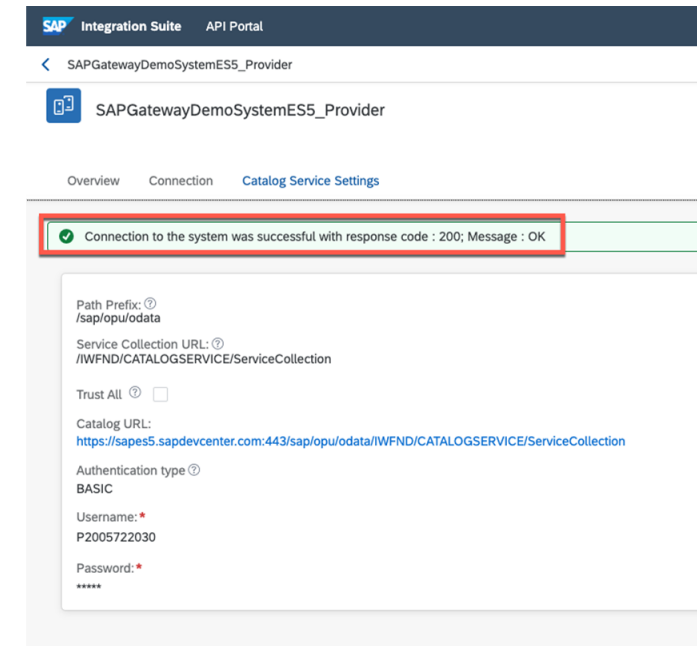 SAP Integration Suite API Portal
SAPGatewayDemoSystemES5_Provider
SAPGatewayDemoSystemES5_Provider
Overview Connection Catalog Service Settings
Connection to the system was successful with response code : 200; Message : OK
Path Prefix:
/sap/opu/odata
Service Collection URL:
/IWFND/CATALOGSERVICE/ServiceCollection
Trust All
Catalog URL:
https://sapes5.sapdevcenter.com:443/sap/opu/odata/IWFND/CATALOGSERVICE/ServiceCollection
Authentication type
BASIC
Username:*
P2005722030
Password:*
*****